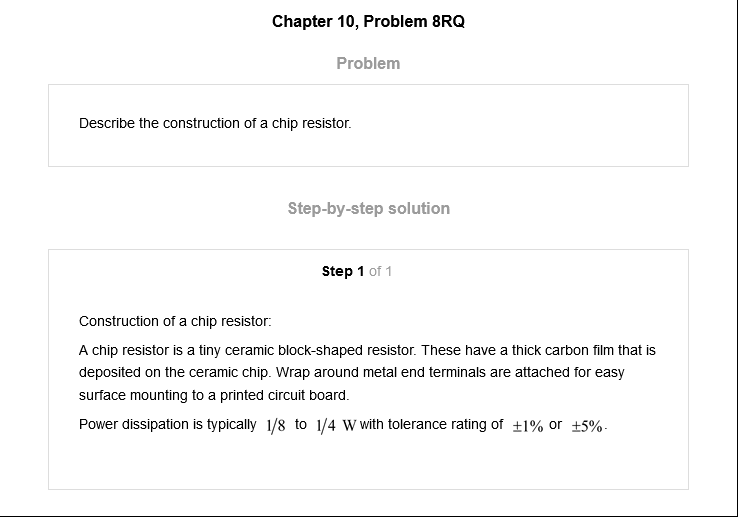 Chapter 10, Problem 8RQ
Problem
Describe the construction of a chip resistor.
Step-by-step solution
Step 1 of 1
Construction of a chip resistor:
A chip resistor is a tiny ceramic block-shaped resistor. These have a thick carbon film that is
deposited on the ceramic chip. Wrap around metal end terminals are attached for easy
surface mounting to a printed circuit board.
Power dissipation is typically 1/8 to 1/4 W with tolerance rating of ±1% or ±5%.